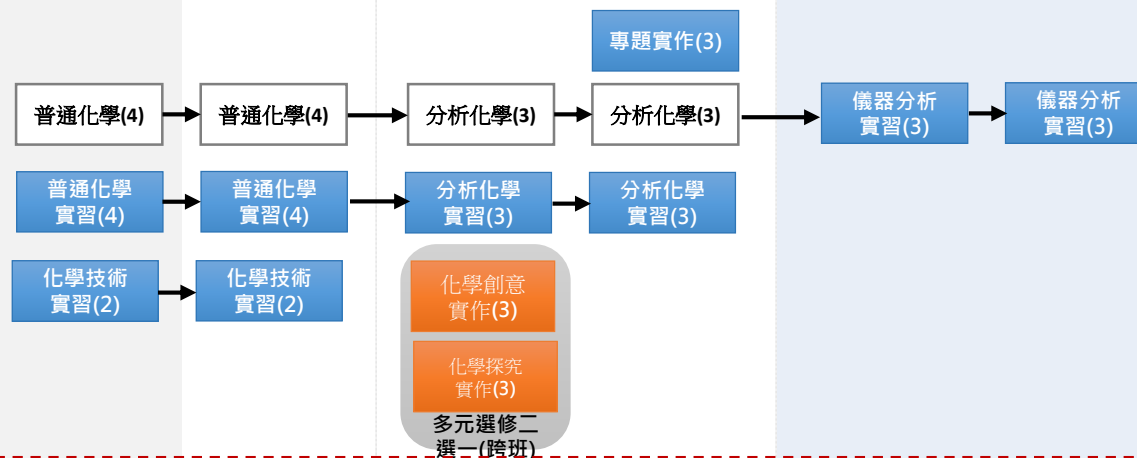 專題實作(3)
普通化學(4)
普通化學(4)
分析化學(3)
分析化學(3)
儀器分析
實習(3)
儀器分析
實習(3)
普通化學
實習(4)
普通化學
實習(4)
分析化學
實習(3)
分析化學
實習(3)
化學技術
實習(2)
化學技術
實習(2)
化學創意
實作(3)
化學探究
實作(3)
多元選修二
選一(跨班)